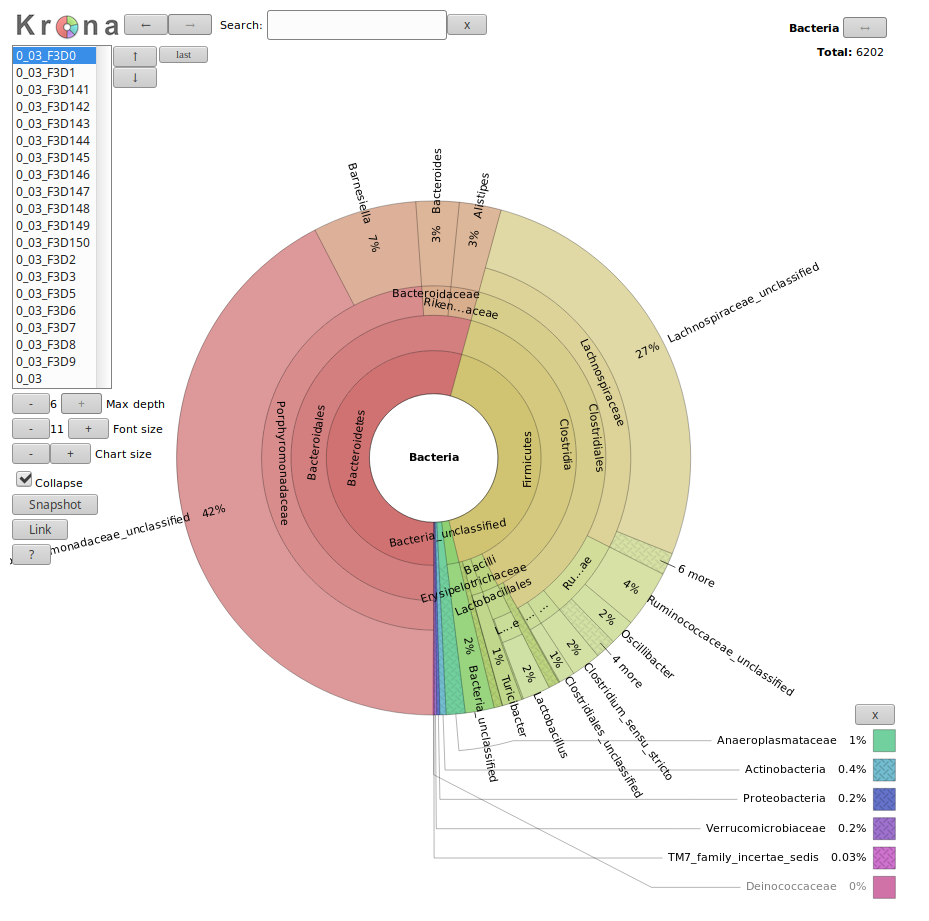 Krona
←
→
Search:
x
Bacteria
↔
Total: 6202
0_03_F3D0
0_03_F3D1
0_03_F3D141
0_03_F3D142
0_03_F3D143
0_03_F3D144
0_03_F3D145
0_03_F3D146
0_03_F3D147
0_03_F3D148
0_03_F3D149
0_03_F3D150
0_03_F3D2
0_03_F3D3
0_03_F3D5
0_03_F3D6
0_03_F3D7
0_03_F3D8
0_03_F3D9
0_03
↑
last
↓
- 6 + Max depth
- 11 + Font size
- + Chart size
Collapse
Snapshot
Link
?
Barnesiella 7%
Bacteroides 3%
Alistipes 3%
Bacteroidaceae
Riken...aceae
Lachnospiraceae_unclassified 27%
Lachnospiraceae
Clostridiales
Clostridia
Firmicutes
Bacteria
Bacteroidetes
Bacteroidales
Porphyromonadaceae
monadaceae_unclassified 42%
Bacteria_unclassified
Bacilli
Erysipelotrichaceae
Lactobacillales
L...e
...
...
Ru...ae
6 more
4% Ruminococcaceae_unclassified
2% Oscillibacter
4 more
2% Clostridium_sensu_stricto
1% Clostridiales_unclassified
2% Lactobacillus
1% Turicibacter
2% Bacteria_unclassified
x
Anaeroplasmataceae 1%
Actinobacteria 0.4%
Proteobacteria 0.2%
Verrucomicrobiaceae 0.2%
TM7_family_incertae_sedis 0.03%
Deinococcaceae 0%